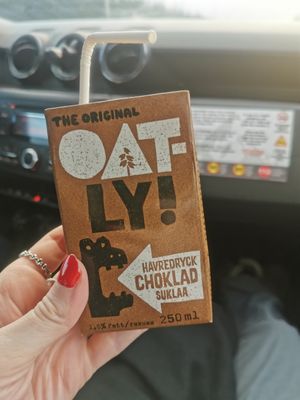 THE ORIGINAL
OAT-
LY!
HAVREDRYCK
CHOKLAD
SUKLAA
250 ml